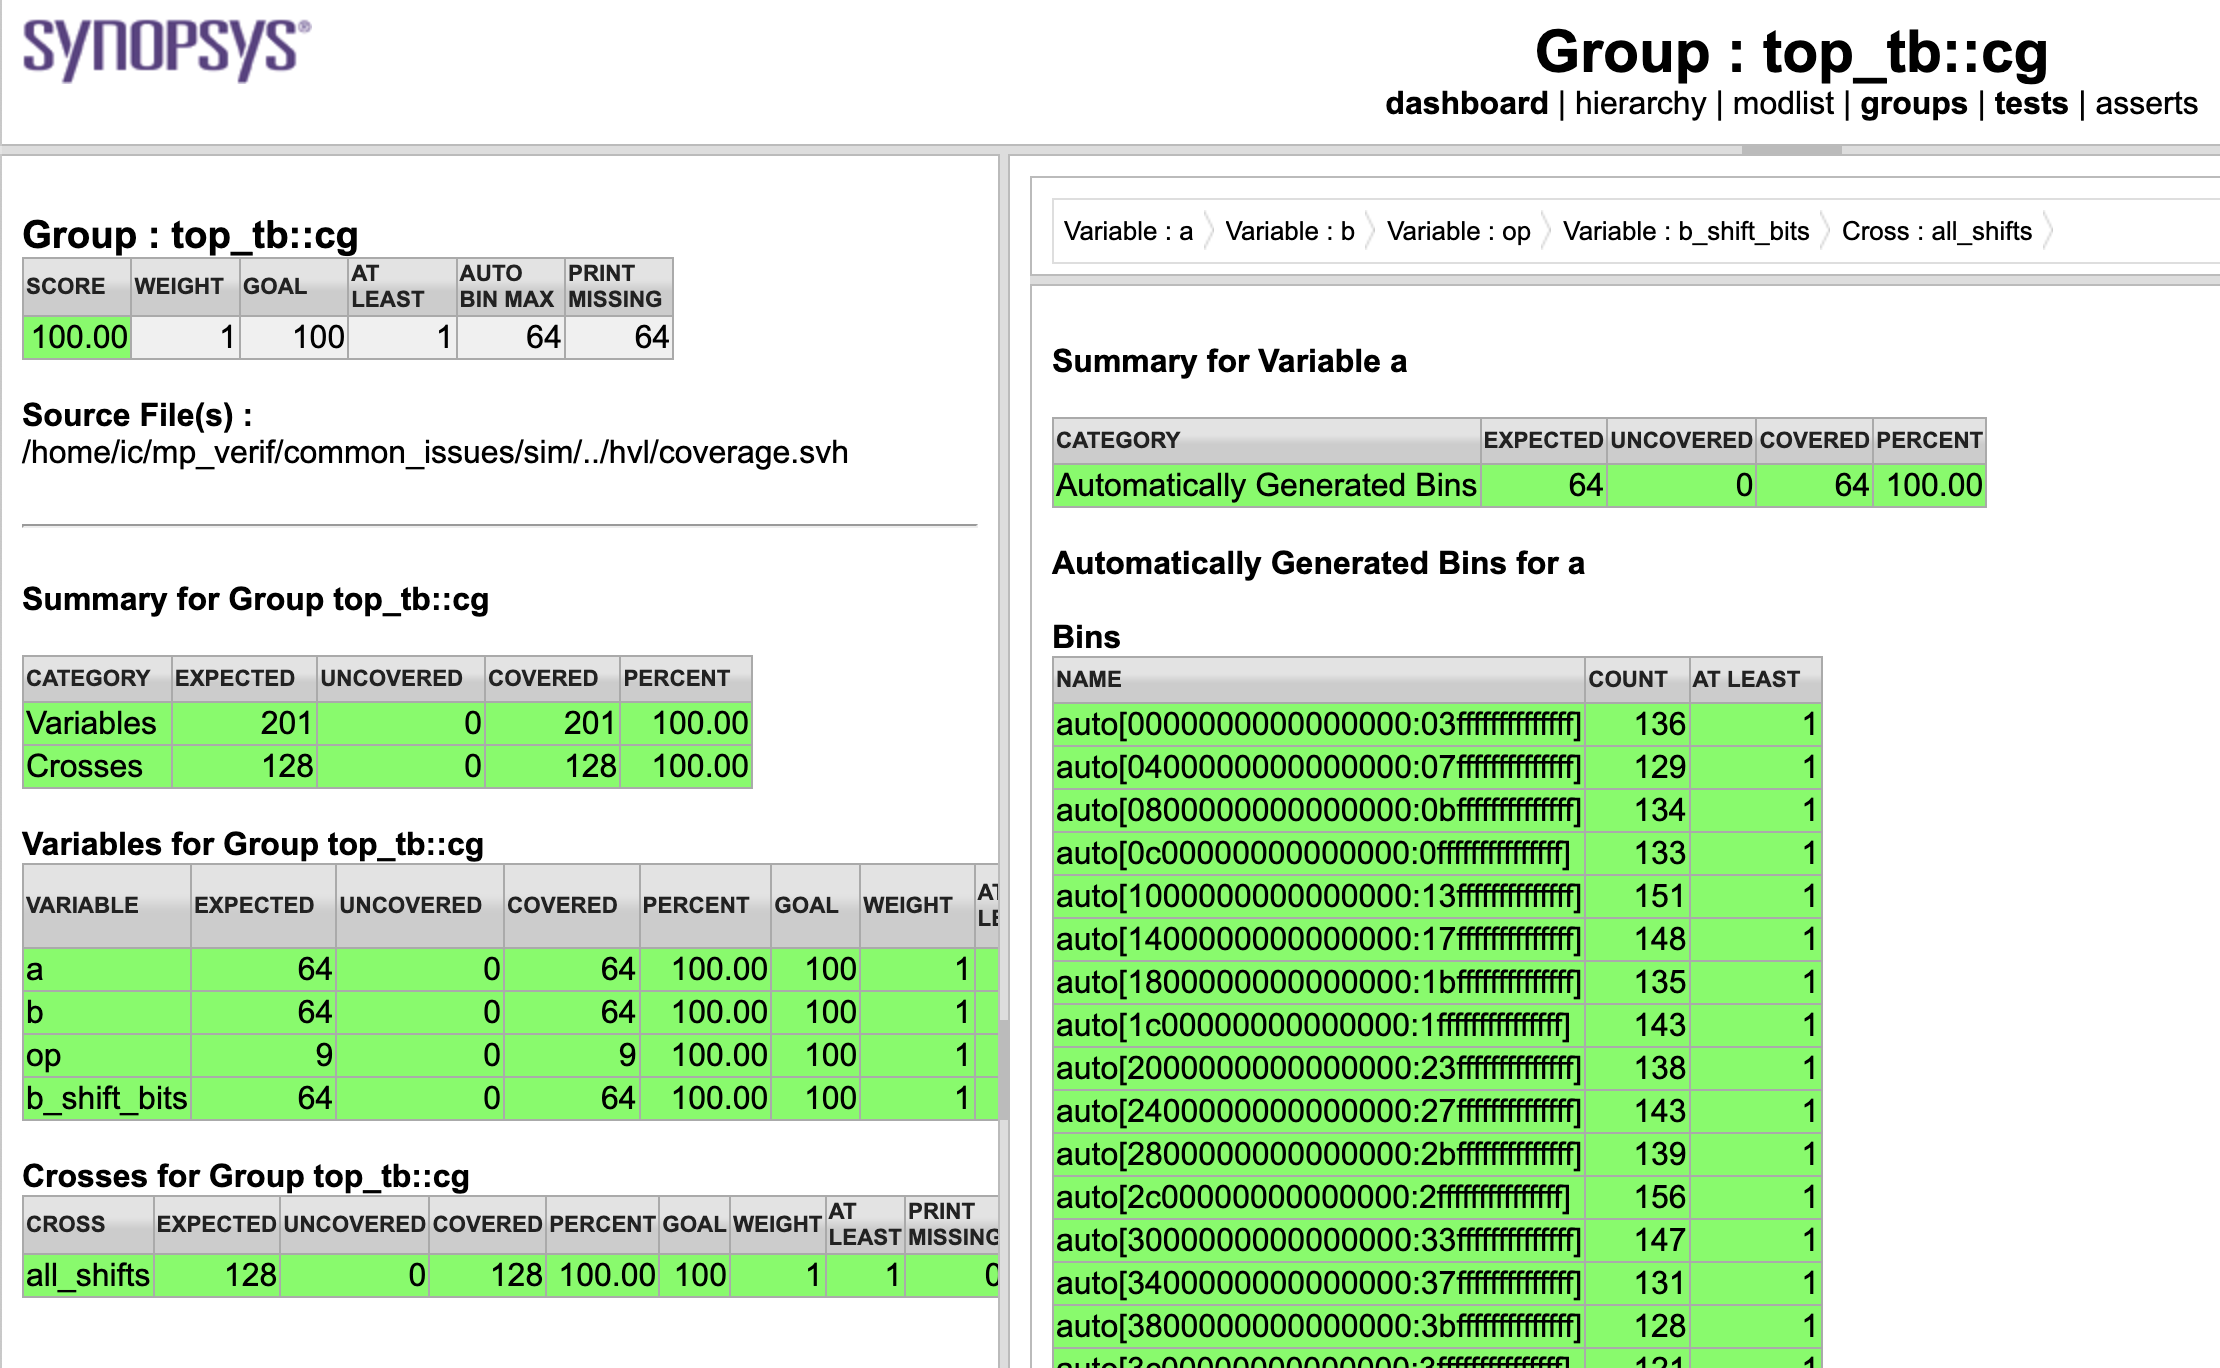 SYNOPSYS®
Group : top_tb::cg
dashboard | hierarchy | modlist | groups | tests | asserts
Group : top_tb::cg
SCORE WEIGHT GOAL AT LEAST AUTO BIN MAX PRINT MISSING
100.00 1 100 1 64 64
Source File(s) :
/home/ic/mp_verif/common_issues/sim/../hvl/coverage.svh
Summary for Group top_tb::cg
CATEGORY EXPECTED UNCOVERED COVERED PERCENT
Variables 201 0 201 100.00
Crosses 128 0 128 100.00
Variables for Group top_tb::cg
VARIABLE EXPECTED UNCOVERED COVERED PERCENT GOAL WEIGHT
a 64 0 64 100.00 100 1
b 64 0 64 100.00 100 1
op 9 0 9 100.00 100 1
b_shift_bits 64 0 64 100.00 100 1
Crosses for Group top_tb::cg
CROSS EXPECTED UNCOVERED COVERED PERCENT GOAL WEIGHT AT LEAST PRINT MISSING
all_shifts 128 0 128 100.00 100 1 1 0
Variable : a Variable : b Variable : op Variable : b_shift_bits Cross : all_shifts
Summary for Variable a
CATEGORY EXPECTED UNCOVERED COVERED PERCENT
Automatically Generated Bins 64 0 64 100.00
Automatically Generated Bins for a
Bins
NAME COUNT AT LEAST
auto[0000000000000000:03ffffffffffffff] 136 1
auto[0400000000000000:07ffffffffffffff] 129 1
auto[0800000000000000:0bffffffffffffff] 134 1
auto[0c00000000000000:0fffffffffffffff] 133 1
auto[1000000000000000:13ffffffffffffff] 151 1
auto[1400000000000000:17ffffffffffffff] 148 1
auto[1800000000000000:1bffffffffffffff] 135 1
auto[1c00000000000000:1fffffffffffffff] 143 1
auto[2000000000000000:23ffffffffffffff] 138 1
auto[2400000000000000:27ffffffffffffff] 143 1
auto[2800000000000000:2bffffffffffffff] 139 1
auto[2c00000000000000:2fffffffffffffff] 156 1
auto[3000000000000000:33ffffffffffffff] 147 1
auto[3400000000000000:37ffffffffffffff] 131 1
auto[3800000000000000:3bffffffffffffff] 128 1
auto[3c00000000000000:3fffffffffffffff] 121 1